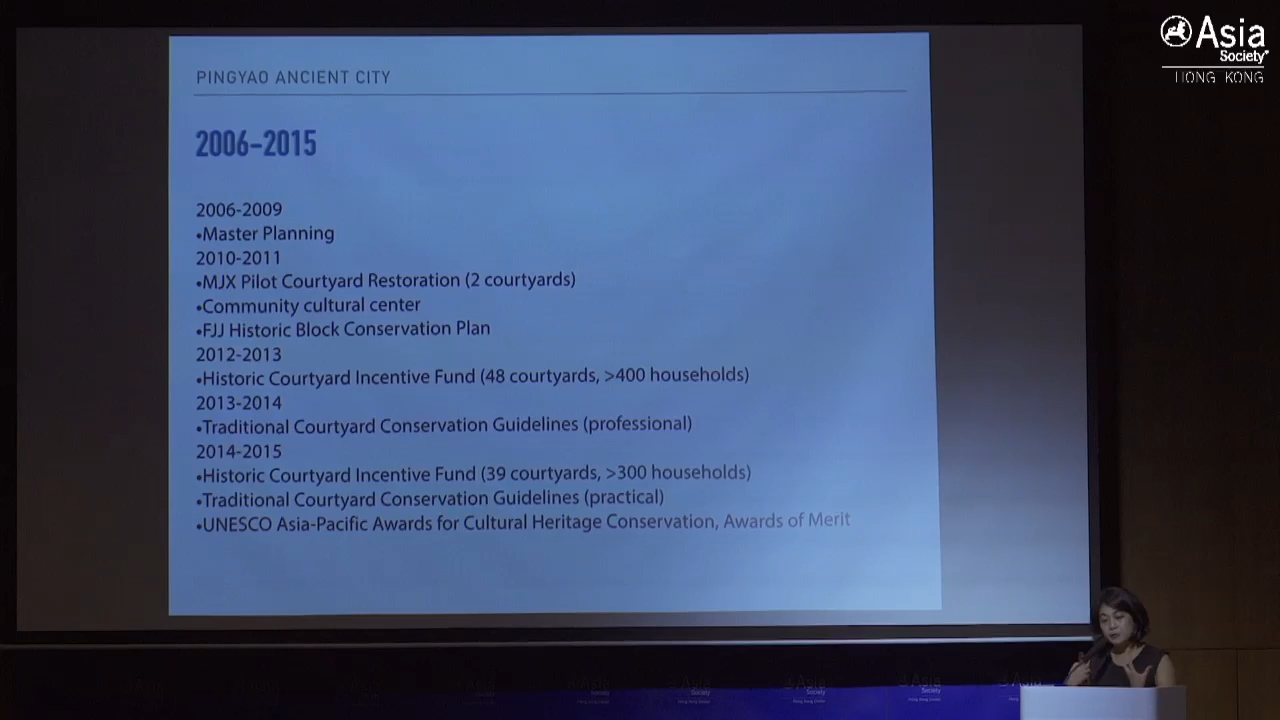 Asia
Society
HONG KONG
PINGYAO ANCIENT CITY
2006–2015
2006-2009
•Master Planning
2010-2011
•MJX Pilot Courtyard Restoration (2 courtyards)
•Community cultural center
•FJJ Historic Block Conservation Plan
2012-2013
•Historic Courtyard Incentive Fund (48 courtyards, >400 households)
2013-2014
•Traditional Courtyard Conservation Guidelines (professional)
2014-2015
•Historic Courtyard Incentive Fund (39 courtyards, >300 households)
•Traditional Courtyard Conservation Guidelines (practical)
•UNESCO Asia-Pacific Awards for Cultural Heritage Conservation, Awards of Merit